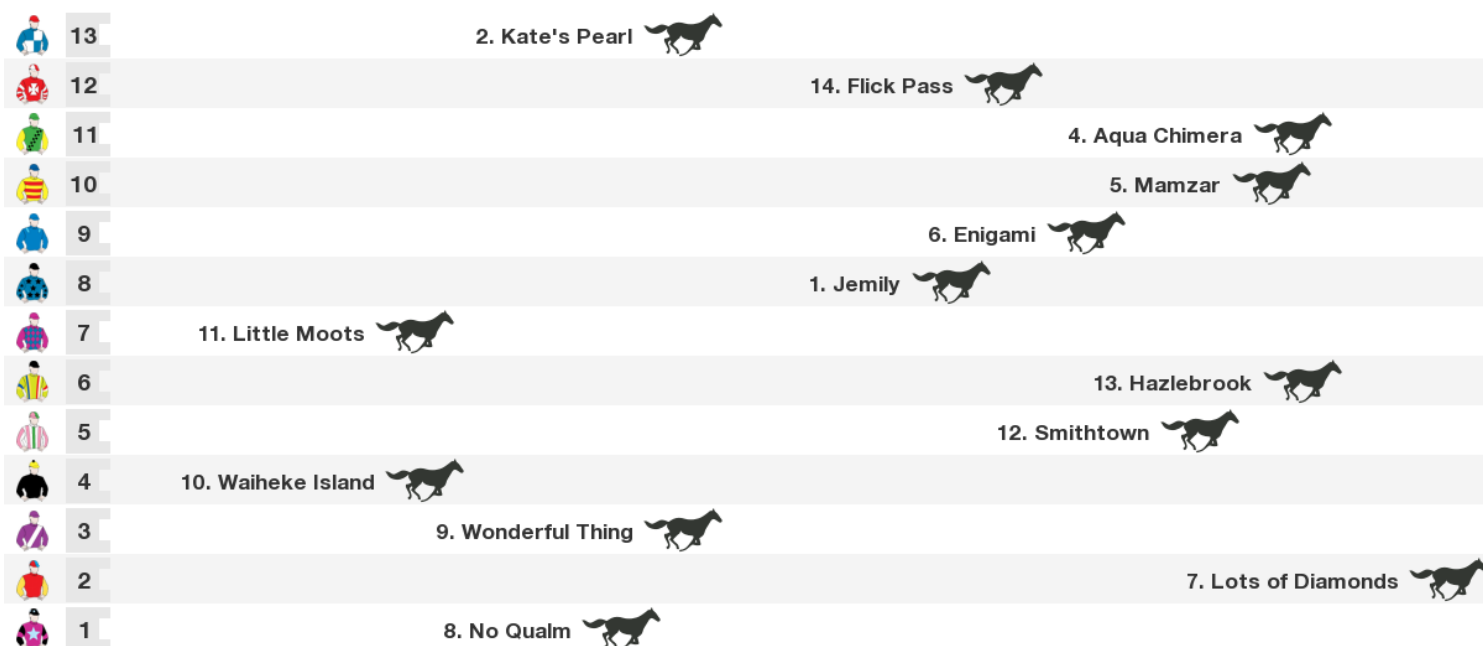 13 2. Kate's Pearl
12 14. Flick Pass
11 4. Aqua Chimera
10 5. Mamzar
9 6. Enigami
8 1. Jemily
7 11. Little Moots
6 13. Hazlebrook
5 12. Smithtown
4 10. Waiheke Island
3 9. Wonderful Thing
2 7. Lots of Diamonds
1 8. No Qualm